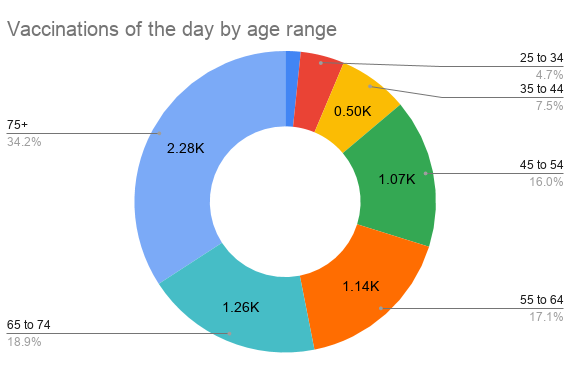 Vaccinations of the day by age range
25 to 34
4.7%
35 to 44
7.5%
0.50K
75+
34.2%
2.28K
45 to 54
16.0%
1.07K
55 to 64
17.1%
1.14K
65 to 74
18.9%
1.26K